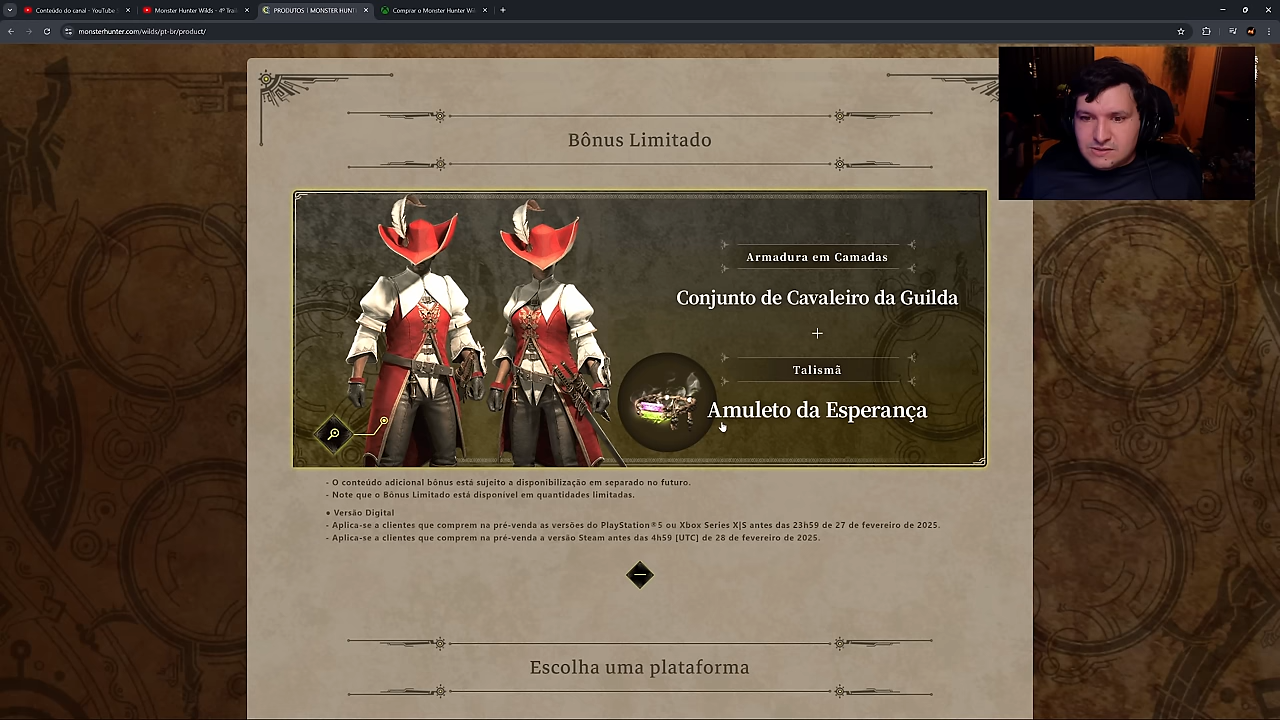 Conteúdo do canal - YouTube
Monster Hunter Wilds - 4º Trail
PRODUTOS | MONSTER HUNT
Comprar o Monster Hunter Wi
monsterhunter.com/wilds/pt-br/product/
Bônus Limitado
Armadura em Camadas
Conjunto de Cavaleiro da Guilda
+
Talismã
Amuleto da Esperança
- O conteúdo adicional bônus está sujeito a disponibilização em separado no futuro.
- Note que o Bônus Limitado está disponível em quantidades limitadas.
● Versão Digital
- Aplica-se a clientes que comprem na pré-venda as versões do PlayStation®5 ou Xbox Series X|S antes das 23h59 de 27 de fevereiro de 2025.
- Aplica-se a clientes que comprem na pré-venda a versão Steam antes das 4h59 [UTC] de 28 de fevereiro de 2025.
Escolha uma plataforma